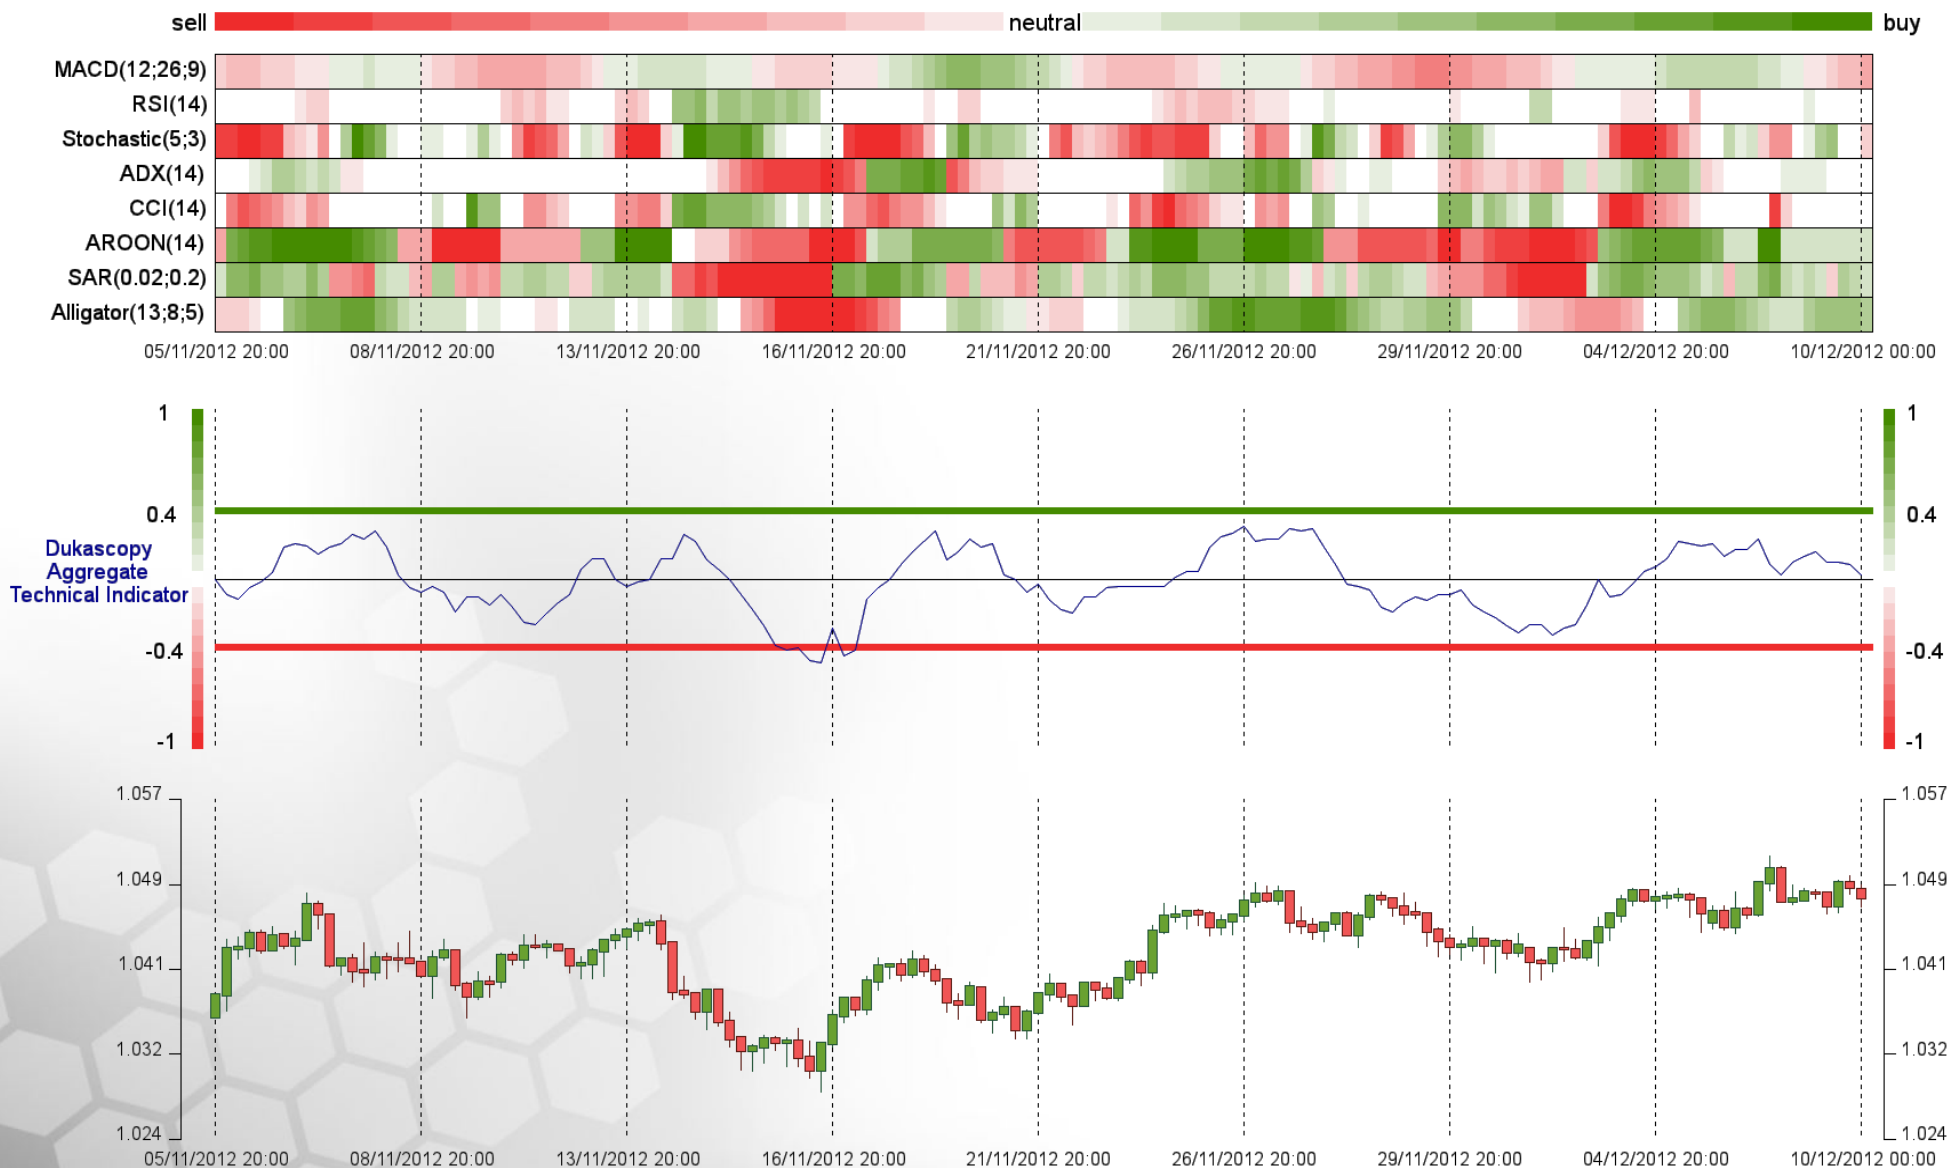 sell neutral buy
MACD(12;26;9)
RSI(14)
Stochastic(5;3)
ADX(14)
CCI(14)
AROON(14)
SAR(0.02;0.2)
Alligator(13;8;5)
05/11/2012 20:00 08/11/2012 20:00 13/11/2012 20:00 16/11/2012 20:00 21/11/2012 20:00 26/11/2012 20:00 29/11/2012 20:00 04/12/2012 20:00 10/12/2012 00:00
1 1
0.4 0.4
Dukascopy
Aggregate
Technical Indicator
-0.4 -0.4
-1 -1
1.057 1.057
1.049 1.049
1.041 1.041
1.032 1.032
1.024 1.024
05/11/2012 20:00 08/11/2012 20:00 13/11/2012 20:00 16/11/2012 20:00 21/11/2012 20:00 26/11/2012 20:00 29/11/2012 20:00 04/12/2012 20:00 10/12/2012 00:00